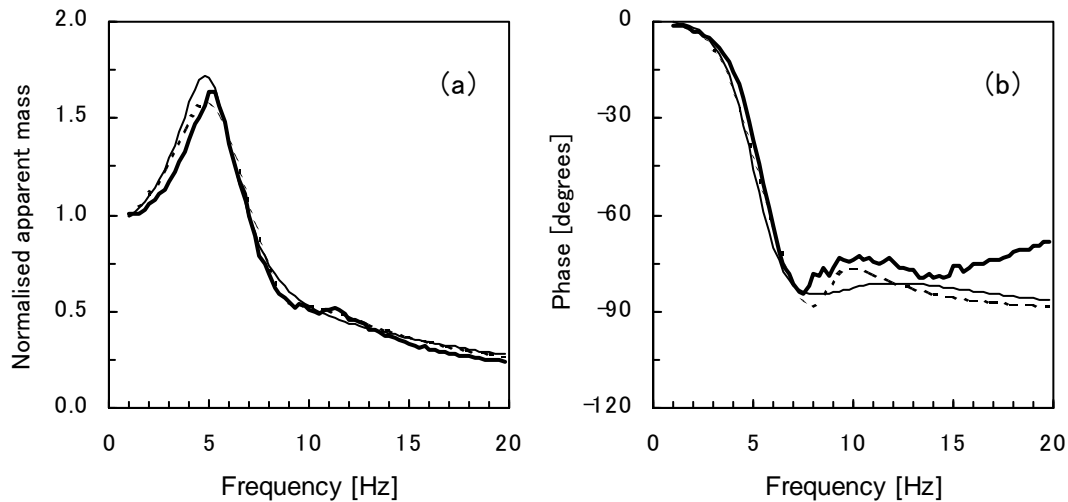 2.0
1.5
1.0
0.5
0.0
Normalised apparent mass
(a)
0 5 10 15 20
Frequency [Hz]
0
-30
-60
-90
-120
Phase [degrees]
(b)
0 5 10 15 20
Frequency [Hz]